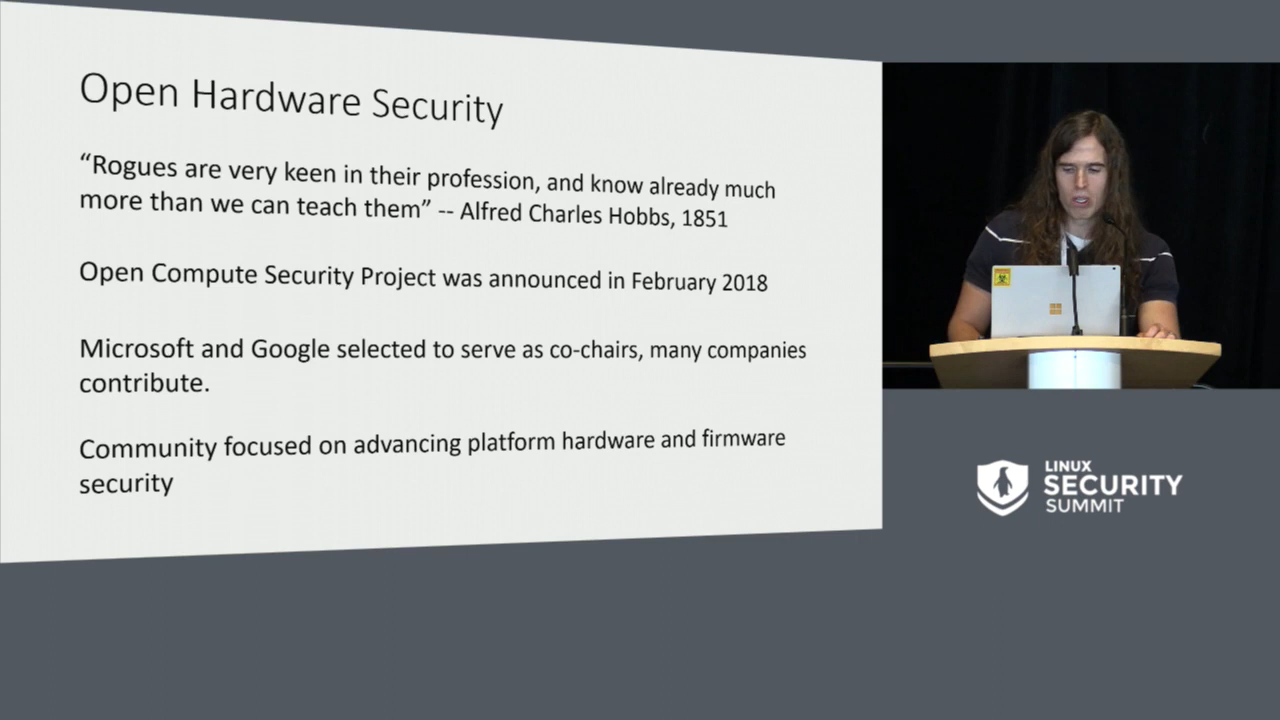 Open Hardware Security
“Rogues are very keen in their profession, and know already much
more than we can teach them” -- Alfred Charles Hobbs, 1851
Open Compute Security Project was announced in February 2018
Microsoft and Google selected to serve as co-chairs, many companies
contribute.
Community focused on advancing platform hardware and firmware
security
LINUX
SECURITY
SUMMIT